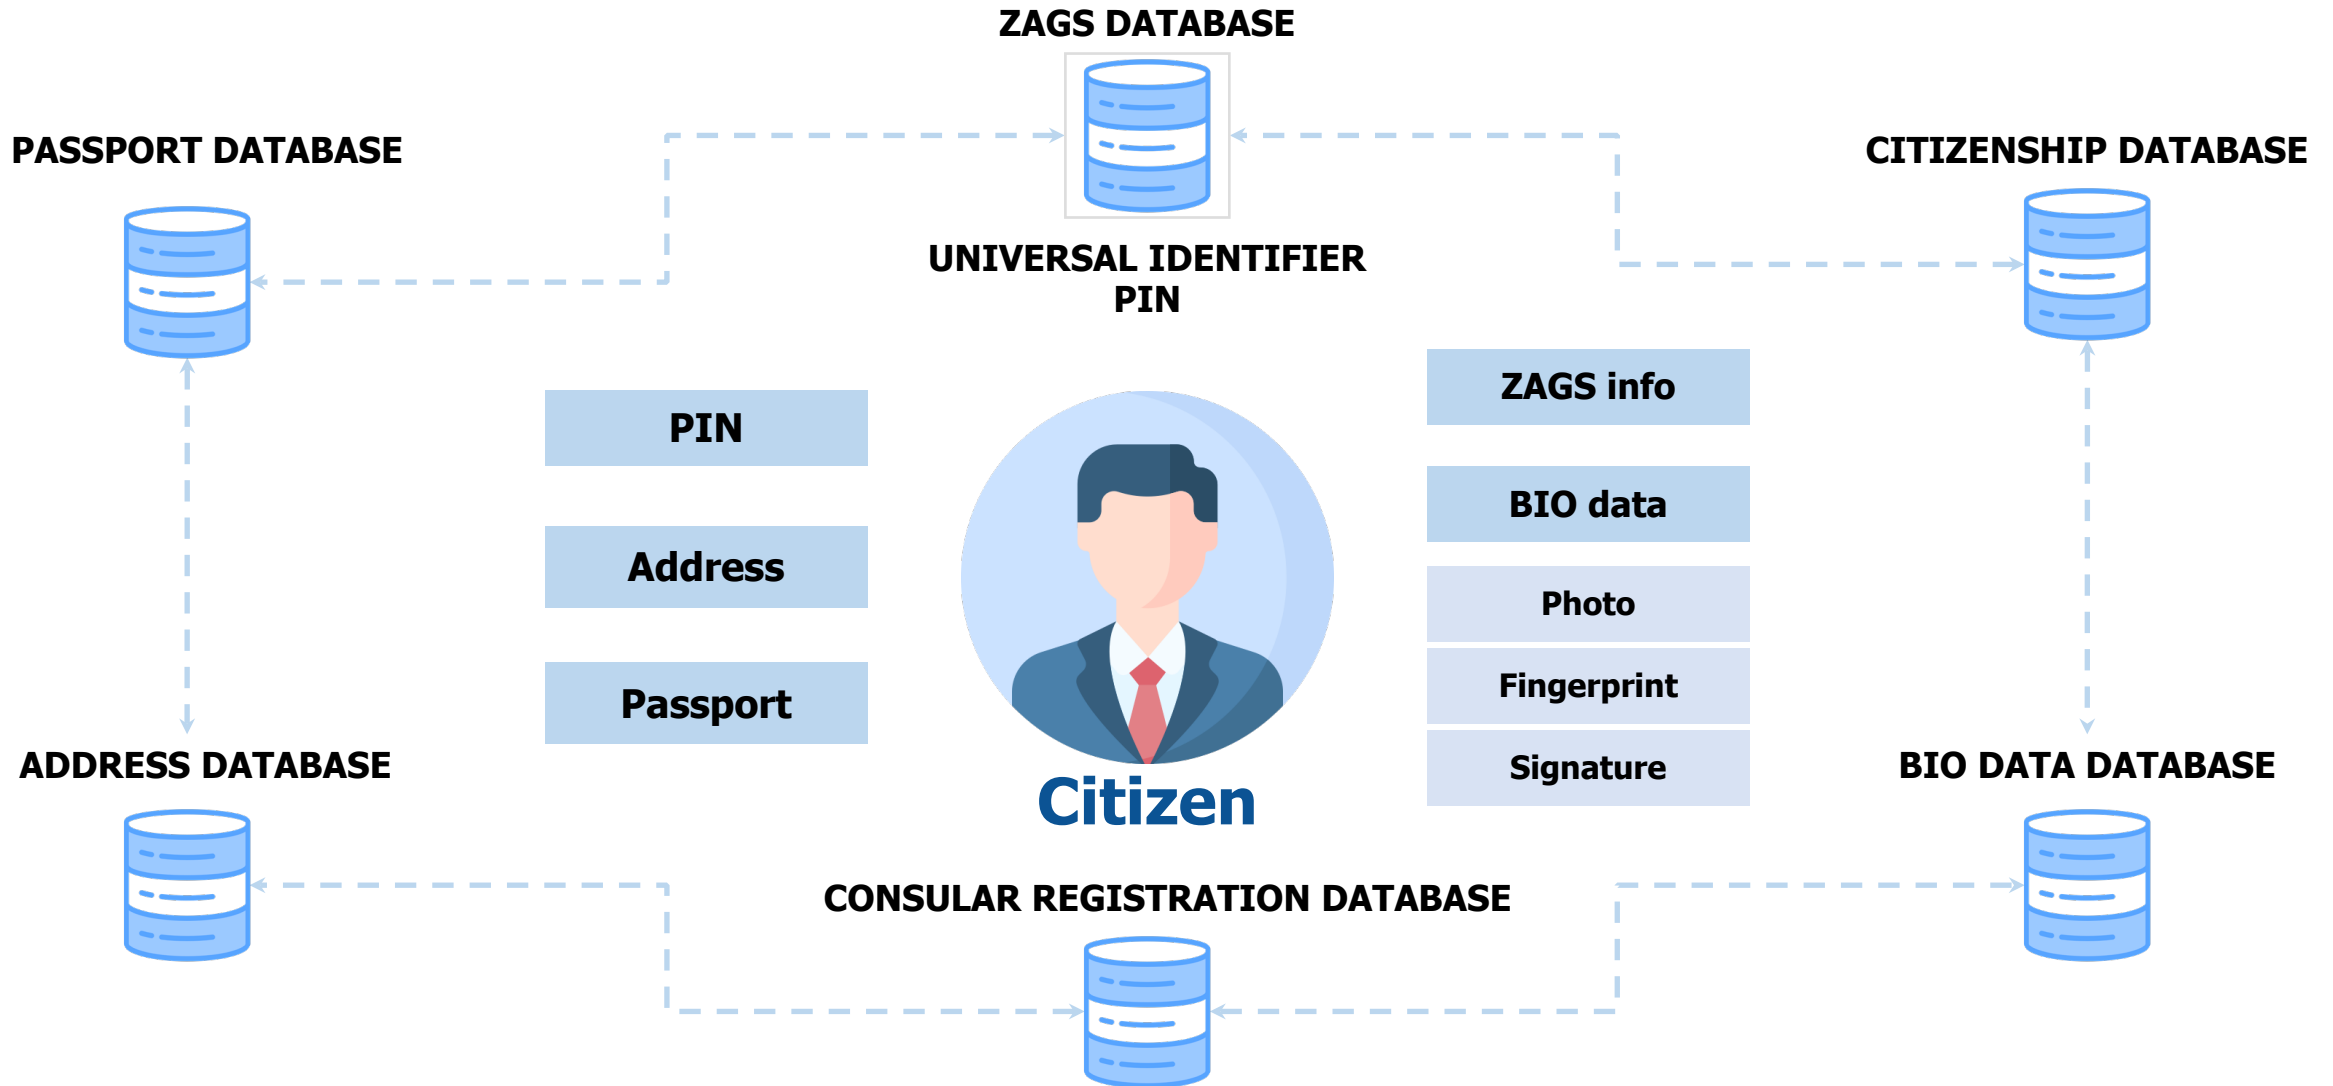 ZAGS DATABASE
PASSPORT DATABASE
CITIZENSHIP DATABASE
UNIVERSAL IDENTIFIER
PIN
PIN
Address
Passport
ZAGS info
BIO data
Photo
Fingerprint
Signature
Citizen
ADDRESS DATABASE
BIO DATA DATABASE
CONSULAR REGISTRATION DATABASE